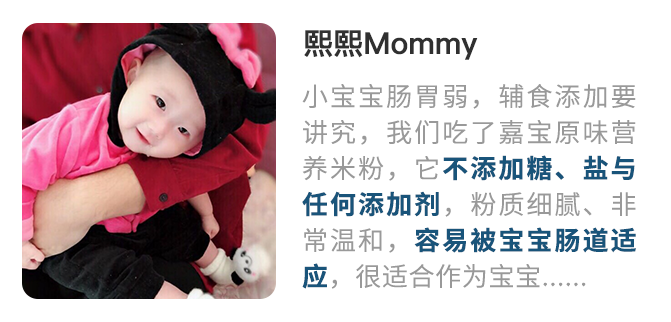 熙熙Mommy
小宝宝肠胃弱，辅食添加要
讲究，我们吃了嘉宝原味营
养米粉，它不添加糖、盐与
任何添加剂，粉质细腻、非
常温和，容易被宝宝肠道适
应，很适合作为宝宝......